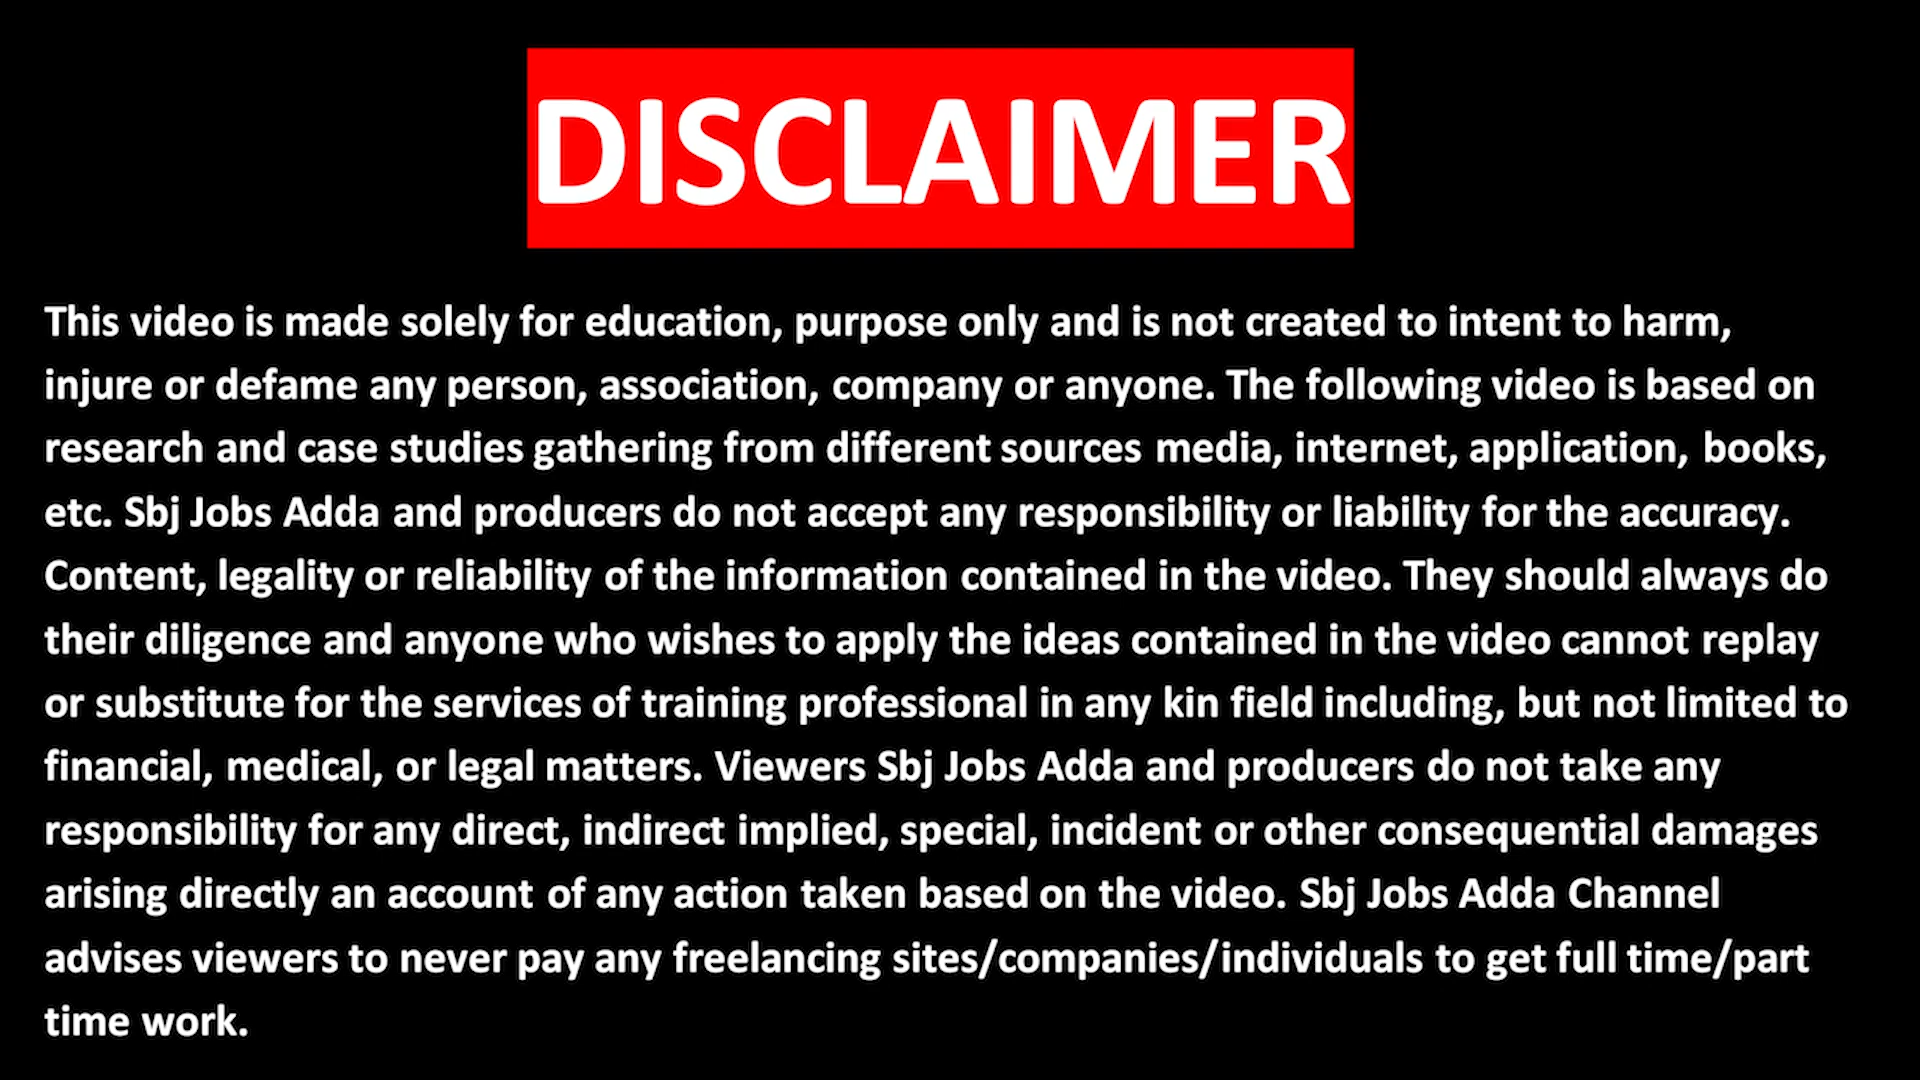 DISCLAIMER
This video is made solely for education, purpose only and is not created to intent to harm,
injure or defame any person, association, company or anyone. The following video is based on
research and case studies gathering from different sources media, internet, application, books,
etc. Sbj Jobs Adda and producers do not accept any responsibility or liability for the accuracy.
Content, legality or reliability of the information contained in the video. They should always do
their diligence and anyone who wishes to apply the ideas contained in the video cannot replay
or substitute for the services of training professional in any kin field including, but not limited to
financial, medical, or legal matters. Viewers Sbj Jobs Adda and producers do not take any
responsibility for any direct, indirect implied, special, incident or other consequential damages
arising directly an account of any action taken based on the video. Sbj Jobs Adda Channel
advises viewers to never pay any freelancing sites/companies/individuals to get full time/part
time work.